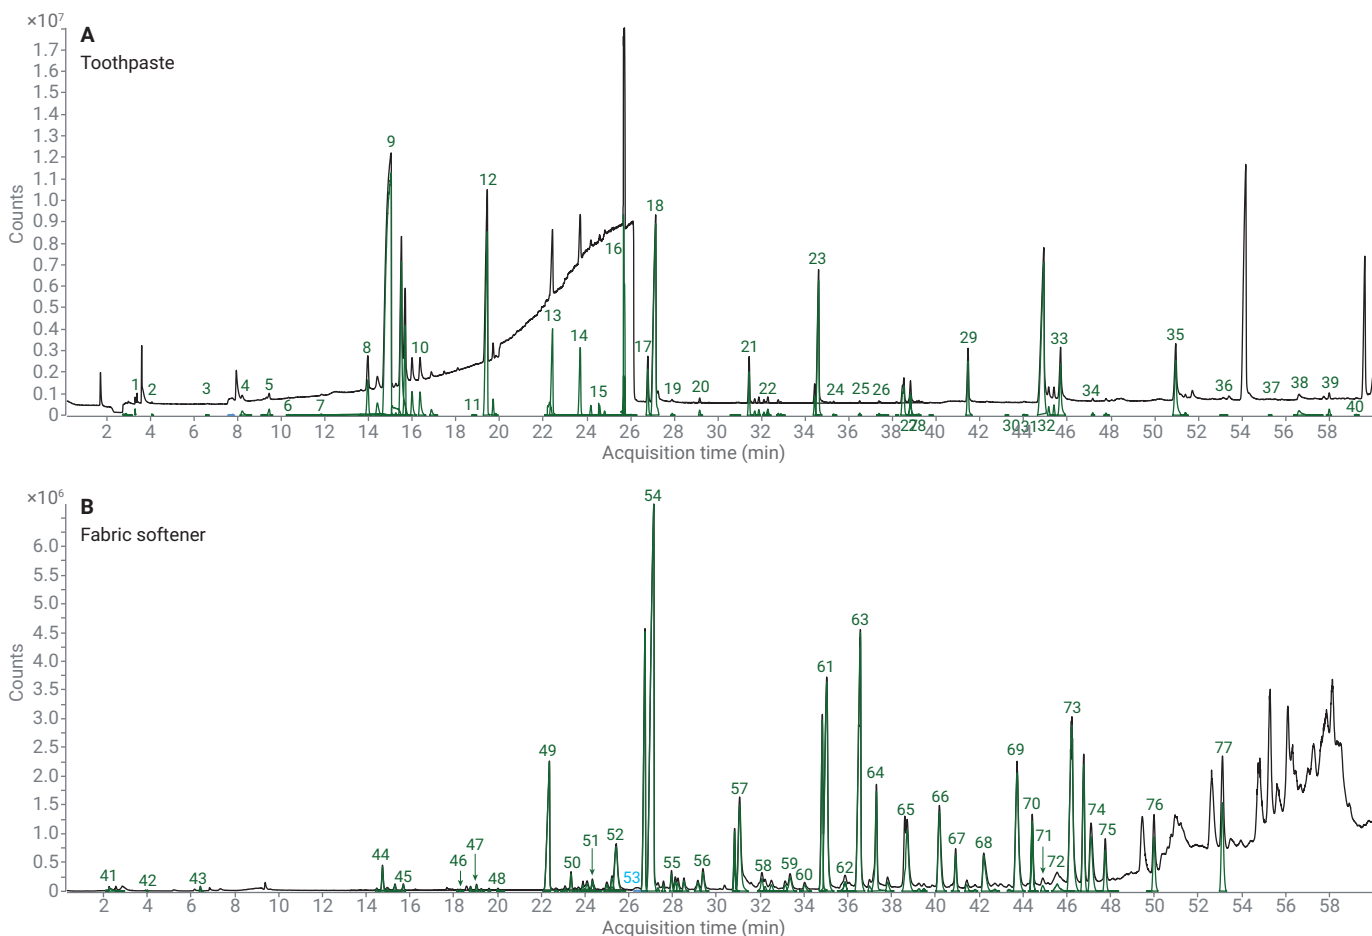 ×10⁷
A
Toothpaste
1.7
1.6
1.5
1.4
1.3
1.2
1.1
1.0
0.9
0.8
0.7
0.6
0.5
0.4
0.3
0.2
0.1
0
Counts
1 2 3 4 5 6 7 8 9 10 11 12 13 14 15 16 17 18 19 20 21 22 23 24 25 26 27 28 29 30 31 32 33 34 35 36 37 38 39 40
2 4 6 8 10 12 14 16 18 20 22 24 26 28 30 32 34 36 38 40 42 44 46 48 50 52 54 56 58
Acquisition time (min)
×10⁶
B
Fabric softener
6.0
5.5
5.0
4.5
4.0
3.5
3.0
2.5
2.0
1.5
1.0
0.5
0
Counts
41 42 43 44 45 46 47 48 49 50 51 52 53 54 55 56 57 58 59 60 61 62 63 64 65 66 67 68 69 70 71 72 73 74 75 76 77
2 4 6 8 10 12 14 16 18 20 22 24 26 28 30 32 34 36 38 40 42 44 46 48 50 52 54 56 58
Acquisition time (min)